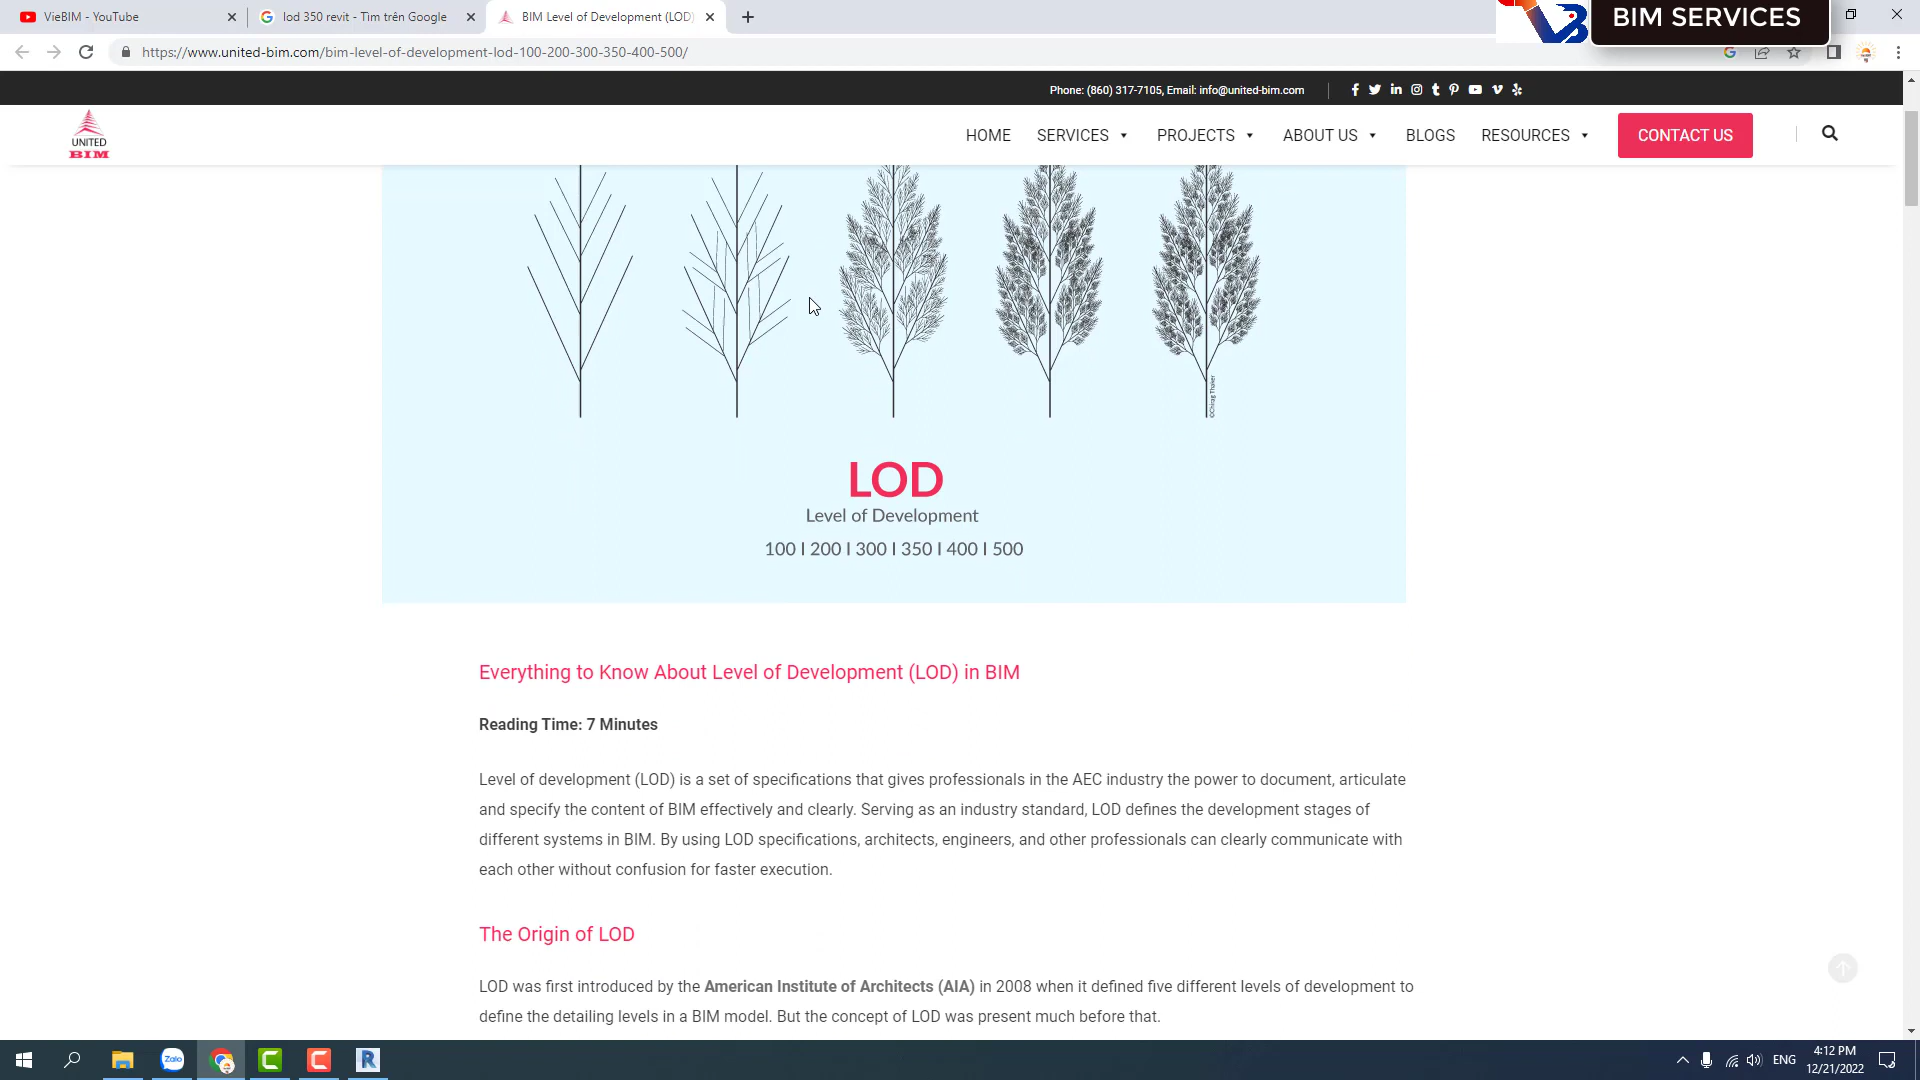 VieBIM - YouTube
lod 350 revit - Tìm trên Google
BIM Level of Development (LOD)
BIM SERVICES
https://www.united-bim.com/bim-level-of-development-lod-100-200-300-350-400-500/
Phone: (860) 317-7105, Email: info@united-bim.com
UNITED
BIM
HOME
SERVICES
PROJECTS
ABOUT US
BLOGS
RESOURCES
CONTACT US
©Chirag Thaker
LOD
Level of Development
100 I 200 I 300 I 350 I 400 I 500
Everything to Know About Level of Development (LOD) in BIM
Reading Time: 7 Minutes
Level of development (LOD) is a set of specifications that gives professionals in the AEC industry the power to document, articulate
and specify the content of BIM effectively and clearly. Serving as an industry standard, LOD defines the development stages of
different systems in BIM. By using LOD specifications, architects, engineers, and other professionals can clearly communicate with
each other without confusion for faster execution.
The Origin of LOD
LOD was first introduced by the American Institute of Architects (AIA) in 2008 when it defined five different levels of development to
define the detailing levels in a BIM model. But the concept of LOD was present much before that.
Zalo
ENG
4:12 PM
12/21/2022